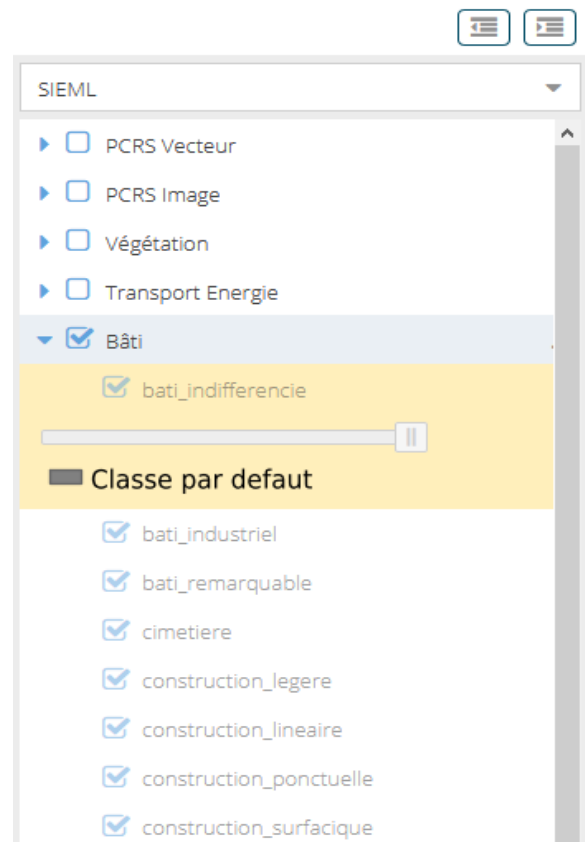 SIEML
PCRS Vecteur
PCRS Image
Végétation
Transport Energie
Bâti
bati_indifferencie
Classe par defaut
bati_industriel
bati_remarquable
cimetiere
construction_legere
construction_lineaire
construction_ponctuelle
construction_surfacique